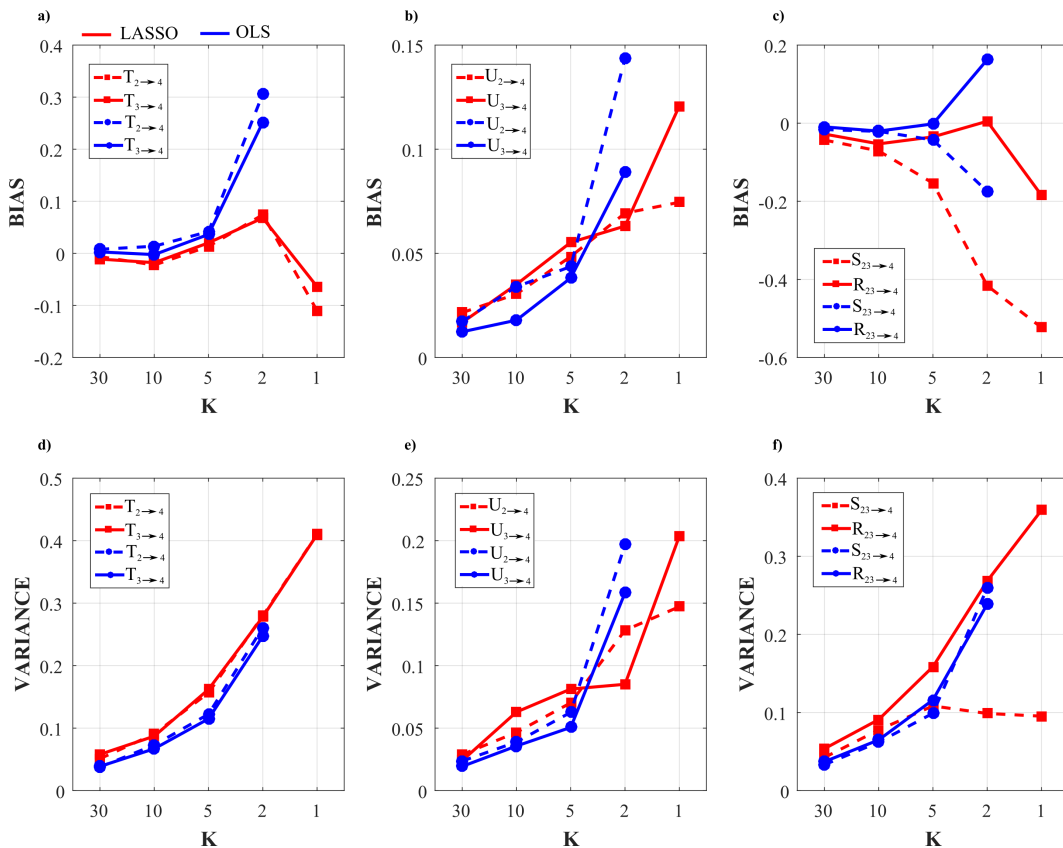 a)
LASSO
OLS
0.4
0.3
0.2
0.1
0
-0.1
-0.2
BIAS
T2→4
T3→4
T2→4
T3→4
30 10 5 2 1
K
b)
0.15
0.1
0.05
0
BIAS
U2→4
U3→4
U2→4
U3→4
30 10 5 2 1
K
c)
0.2
0
-0.2
-0.4
-0.6
BIAS
S23→4
R23→4
S23→4
R23→4
30 10 5 2 1
K
d)
0.5
0.4
0.3
0.2
0.1
0
VARIANCE
T2→4
T3→4
T2→4
T3→4
30 10 5 2 1
K
e)
0.25
0.2
0.15
0.1
0.05
0
VARIANCE
U2→4
U3→4
U2→4
U3→4
30 10 5 2 1
K
f)
0.4
0.3
0.2
0.1
0
VARIANCE
S23→4
R23→4
S23→4
R23→4
30 10 5 2 1
K